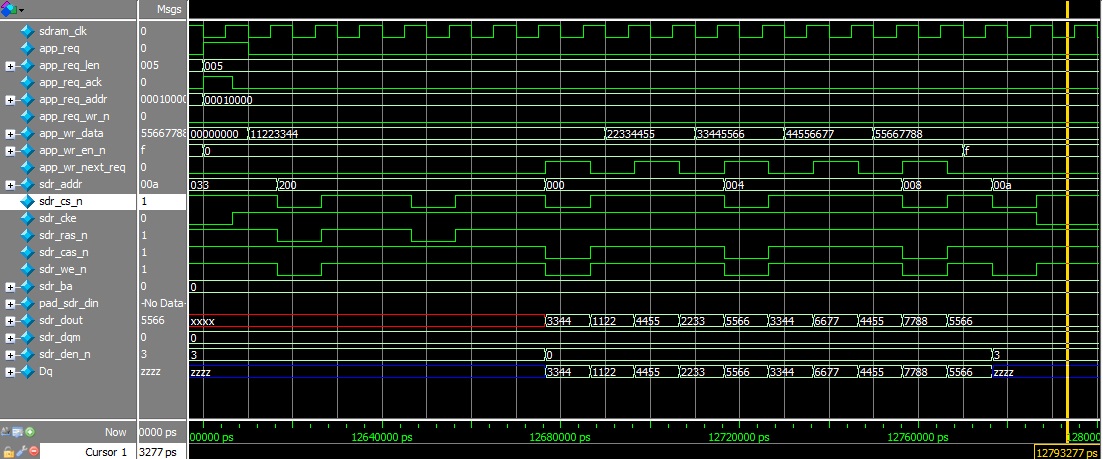 Msgs
sdram_clk 0
app_req 0
app_req_len 005 005
app_req_ack 0
app_req_addr 00010000 00010000
app_req_wr_n 0
app_wr_data 55667788 00000000 11223344 22334455 33445566 44556677 55667788
app_wr_en_n f 0 f
app_wr_next_req 0
sdr_addr 00a 033 200 000 004 008 00a
sdr_cs_n 1
sdr_cke 0
sdr_ras_n 1
sdr_cas_n 1
sdr_we_n 1
sdr_ba 0 0
pad_sdr_din -No Data-
sdr_dout 5566 xxxx 3344 1122 4455 2233 5566 3344 6677 4455 7788 5566
sdr_dqm 0 0
sdr_den_n 3 3 0 3
Dq zzzz zzzz 3344 1122 4455 2233 5566 3344 6677 4455 7788 5566 zzzz
Now 0000 ps 00000 ps 12640000 ps 12680000 ps 12720000 ps 12760000 ps 128000
Cursor 1 3277 ps 12793277 ps